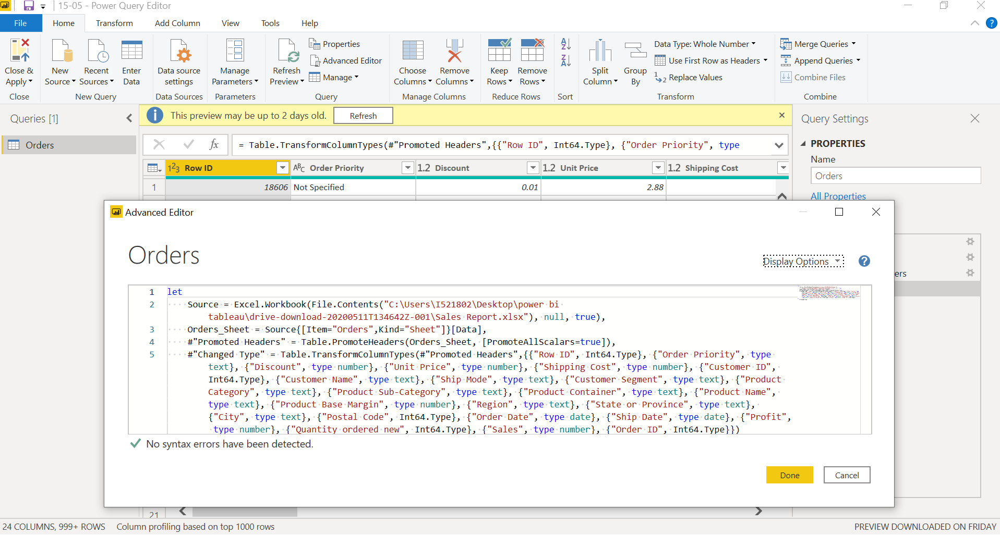 15-05 - Power Query Editor
File Home Transform Add Column View Tools Help
Close & Apply
Close
New Source
Recent Sources
Enter Data
New Query
Data source settings
Data Sources
Manage Parameters
Parameters
Refresh Preview
Properties
Advanced Editor
Manage
Query
Choose Columns
Remove Columns
Manage Columns
Keep Rows
Remove Rows
Reduce Rows
A
Z
Z
A
Sort
Split Column
Group By
Data Type: Whole Number
Use First Row as Headers
1 2 Replace Values
Transform
Merge Queries
Append Queries
Combine Files
Combine
Queries [1]
This preview may be up to 2 days old. Refresh
Query Settings
Orders
fx = Table.TransformColumnTypes(#"Promoted Headers",{{"Row ID", Int64.Type}, {"Order Priority", type
PROPERTIES
Name
Orders
All Properties
123 Row ID ABC Order Priority 1.2 Discount 1.2 Unit Price 1.2 Shipping Cost
1 18606 Not Specified 0.01 2.88
Advanced Editor
Orders
Display Options
ers
1 let
2 Source = Excel.Workbook(File.Contents("C:\Users\I521802\Desktop\power bi
tableau\drive-download-20200511T134642Z-001\Sales Report.xlsx"), null, true),
3 Orders_Sheet = Source{[Item="Orders",Kind="Sheet"]}[Data],
4 #"Promoted Headers" = Table.PromoteHeaders(Orders_Sheet, [PromoteAllScalars=true]),
5 #"Changed Type" = Table.TransformColumnTypes(#"Promoted Headers",{{"Row ID", Int64.Type}, {"Order Priority", type
text}, {"Discount", type number}, {"Unit Price", type number}, {"Shipping Cost", type number}, {"Customer ID",
Int64.Type}, {"Customer Name", type text}, {"Ship Mode", type text}, {"Customer Segment", type text}, {"Product
Category", type text}, {"Product Sub-Category", type text}, {"Product Container", type text}, {"Product Name",
type text}, {"Product Base Margin", type number}, {"Region", type text}, {"State or Province", type text},
{"City", type text}, {"Postal Code", Int64.Type}, {"Order Date", type date}, {"Ship Date", type date}, {"Profit",
type number}, {"Quantity ordered new", Int64.Type}, {"Sales", type number}, {"Order ID", Int64.Type}})
No syntax errors have been detected.
Done Cancel
21
24 COLUMNS, 999+ ROWS Column profiling based on top 1000 rows PREVIEW DOWNLOADED ON FRIDAY